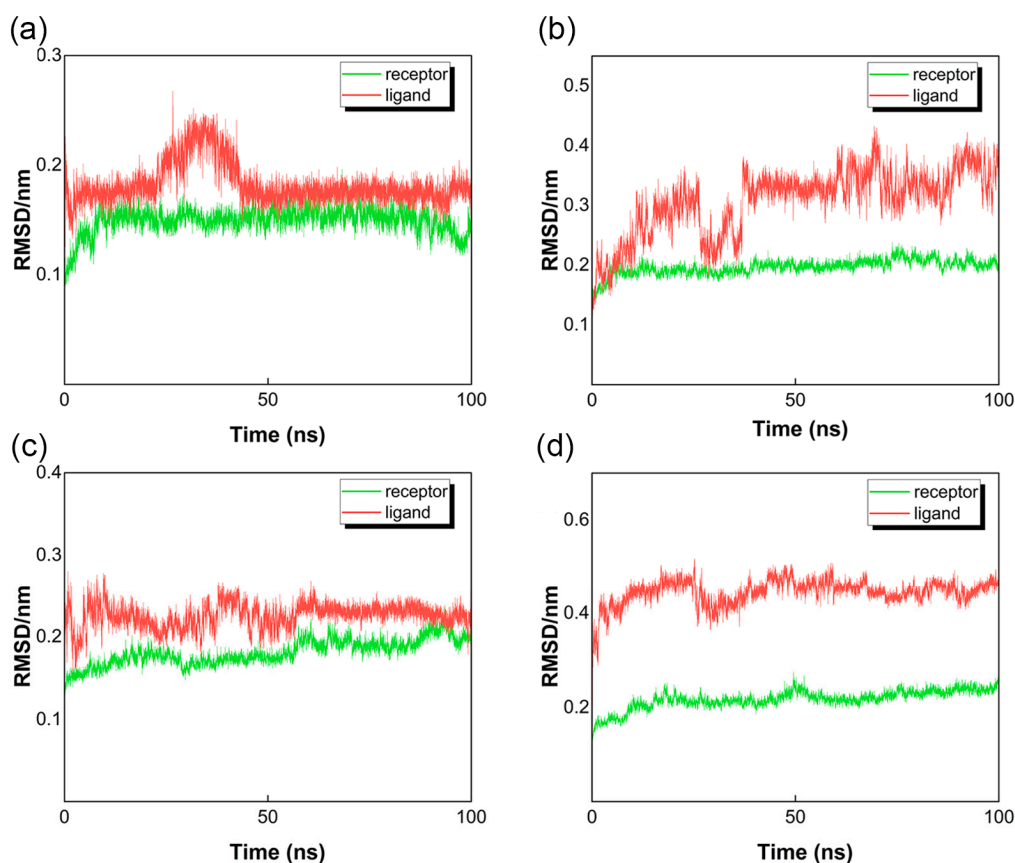 (a)
0.3
receptor
ligand
0.2
RMSD/nm
0.1
0
50
100
Time (ns)
(b)
0.5
receptor
ligand
0.4
0.3
RMSD/nm
0.2
0.1
0
50
100
Time (ns)
(c)
0.4
receptor
ligand
0.3
RMSD/nm
0.2
0.1
0
50
100
Time (ns)
(d)
receptor
ligand
0.6
RMSD/nm
0.4
0.2
0
50
100
Time (ns)